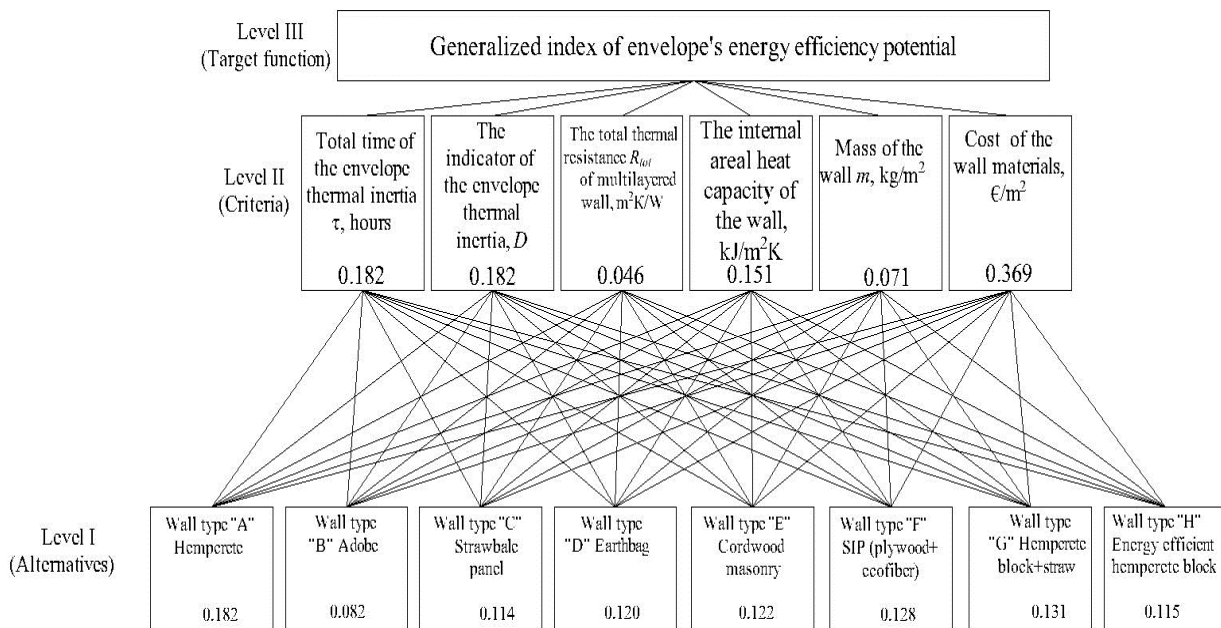 Level III
(Target function)
Generalized index of envelope's energy efficiency potential
Level II
(Criteria)
Total time of
the envelope
thermal inertia
τ, hours
0.182
The
indicator of
the envelope
thermal
inertia, D
0.182
The total thermal
resistance Rtot
of multilayered
wall, m²K/W
0.046
The internal
areal heat
capacity of
the wall,
kJ/m²K
0.151
Mass of the
wall m, kg/m²
0.071
Cost of the
wall materials,
€/m²
0.369
Level I
(Alternatives)
Wall type "A"
Hemperete
0.182
Wall type
"B" Adobe
0.082
Wall type "C"
Strawbale
panel
0.114
Wall type
"D" Earthbag
0.120
Wall type "E"
Cordwood
masonry
0.122
Wall type "F"
SIP (plywood+
ecofiber)
0.128
Wall type
"G" Hemperete
block+straw
0.131
Wall type "H"
Energy efficient
hemperete block
0.115